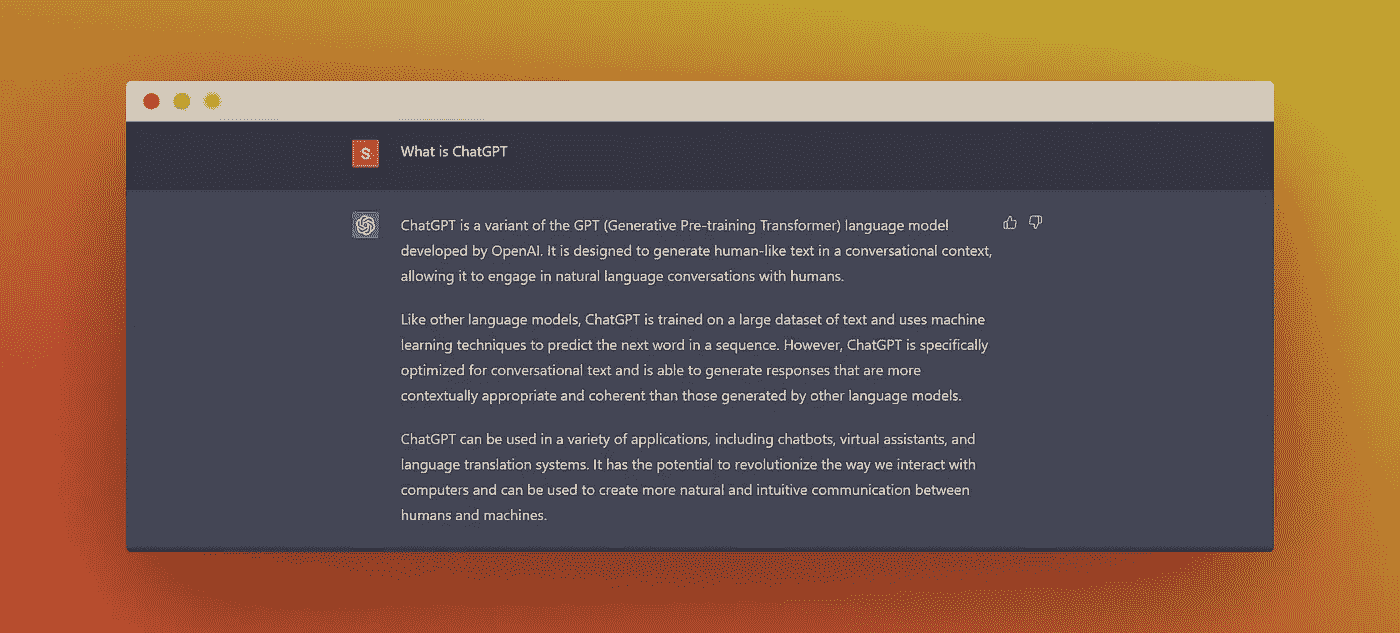 S
What is ChatGPT
ChatGPT is a variant of the GPT (Generative Pre-training Transformer) language model
developed by OpenAI. It is designed to generate human-like text in a conversational context,
allowing it to engage in natural language conversations with humans.
Like other language models, ChatGPT is trained on a large dataset of text and uses machine
learning techniques to predict the next word in a sequence. However, ChatGPT is specifically
optimized for conversational text and is able to generate responses that are more
contextually appropriate and coherent than those generated by other language models.
ChatGPT can be used in a variety of applications, including chatbots, virtual assistants, and
language translation systems. It has the potential to revolutionize the way we interact with
computers and can be used to create more natural and intuitive communication between
humans and machines.